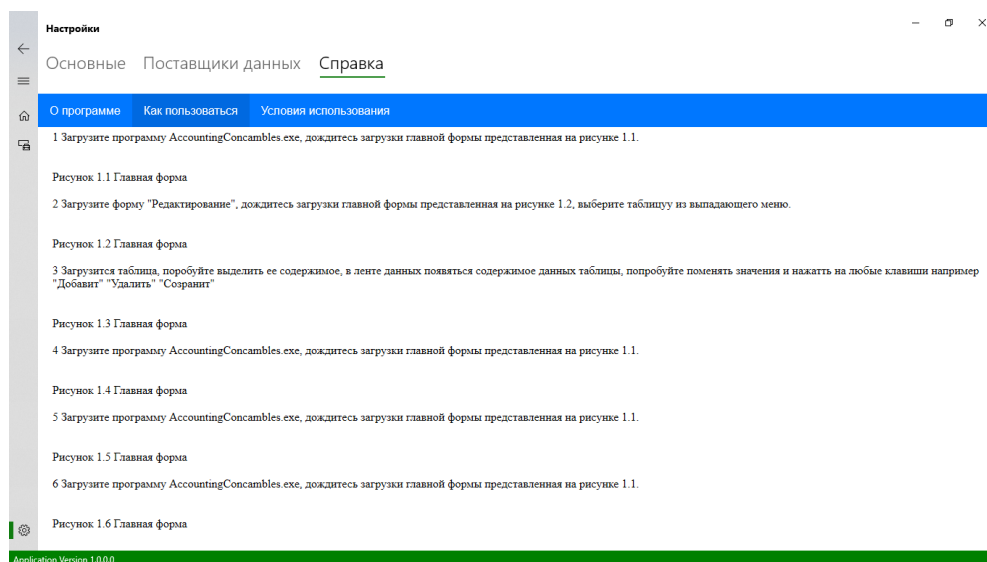 Настройки
Основные Поставщики данных Справка
О программе Как пользоваться Условия использования
1 Загрузите программу AccountingConcambles.exe, дождитесь загрузки главной формы представленная на рисунке 1.1.
Рисунок 1.1 Главная форма
2 Загрузите форму "Редактирование", дождитесь загрузки главной формы представленная на рисунке 1.2, выберите таблицуу из выпадающего меню.
Рисунок 1.2 Главная форма
3 Загрузится таблица, поробуйте выделить ее содержимое, в ленте данных появяться содержимое данных таблицы, попробуйте поменять значения и нажатть на любые клавиши например
"Добавит" "Удалить" "Созранит"
Рисунок 1.3 Главная форма
4 Загрузите программу AccountingConcambles.exe, дождитесь загрузки главной формы представленная на рисунке 1.1.
Рисунок 1.4 Главная форма
5 Загрузите программу AccountingConcambles.exe, дождитесь загрузки главной формы представленная на рисунке 1.1.
Рисунок 1.5 Главная форма
6 Загрузите программу AccountingConcambles.exe, дождитесь загрузки главной формы представленная на рисунке 1.1.
Рисунок 1.6 Главная форма
Application Version 1.0.0.0